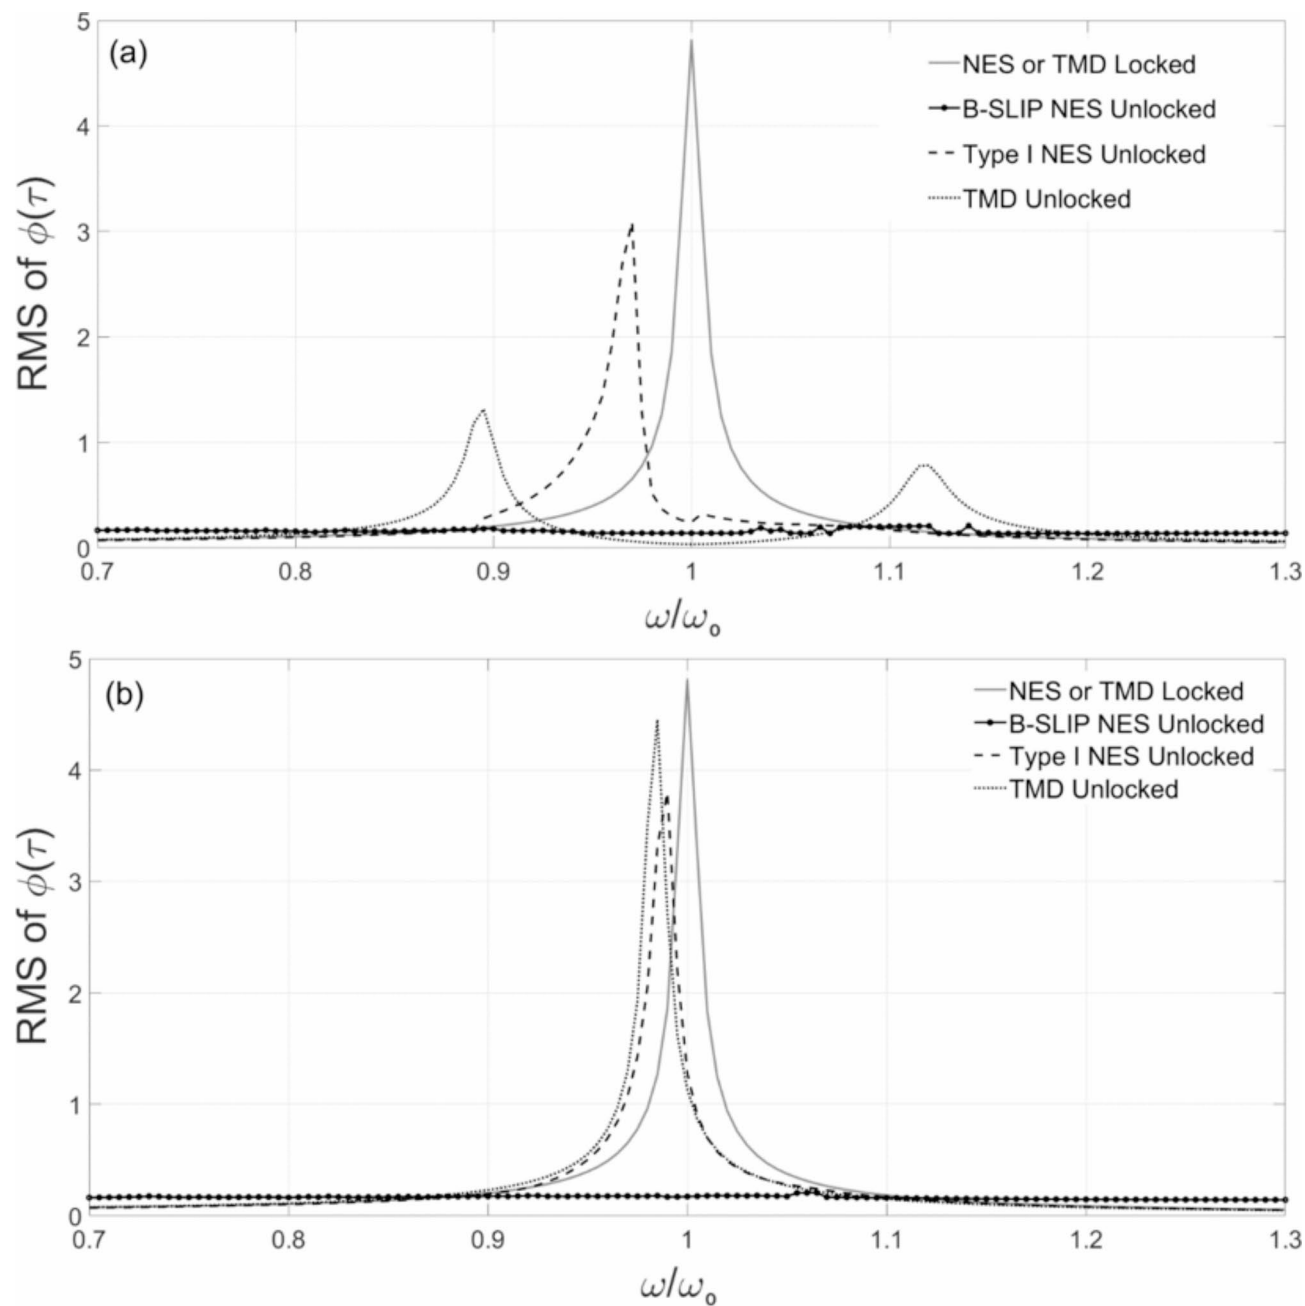 (a)
NES or TMD Locked
B-SLIP NES Unlocked
Type I NES Unlocked
TMD Unlocked
RMS of ϕ(τ)
5
4
3
2
1
0
0.7 0.8 0.9 1 1.1 1.2 1.3
ω/ω₀
(b)
NES or TMD Locked
B-SLIP NES Unlocked
Type I NES Unlocked
TMD Unlocked
RMS of ϕ(τ)
5
4
3
2
1
0
0.7 0.8 0.9 1 1.1 1.2 1.3
ω/ω₀